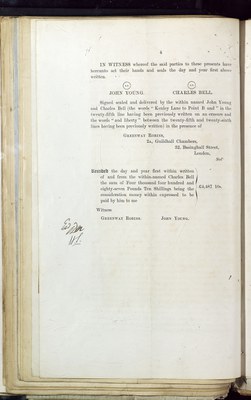 IN WITNESS whereof the said parties to these presents have
hereunto set their hands and seals the day and year first above
written.
JOHN YOUNG. CHARLES BELL.
Signed sealed and delivered by the within named John Young
and Charles Bell (the words " Kenley Lane to Point B and " in the
twenty-fifth line having been previously written on an erasure and
the words " and liberty " between the twenty-fifth and twenty-sixth
lines having been previously written) in the presence of
GREENWAY ROBINS,
Guildhall Chambers,
32, Basinghall Street,
London,
Solr
Received the day and year first within written
of and from the within-named Charles Bell
the sum of Four thousand four hundred and
eighty-seven Pounds Ten Shillings being the
consideration money within expressed to be
paid by him to me
£4,487 10s.
Witness
GREENWAY ROBINS. JOHN YOUNG.